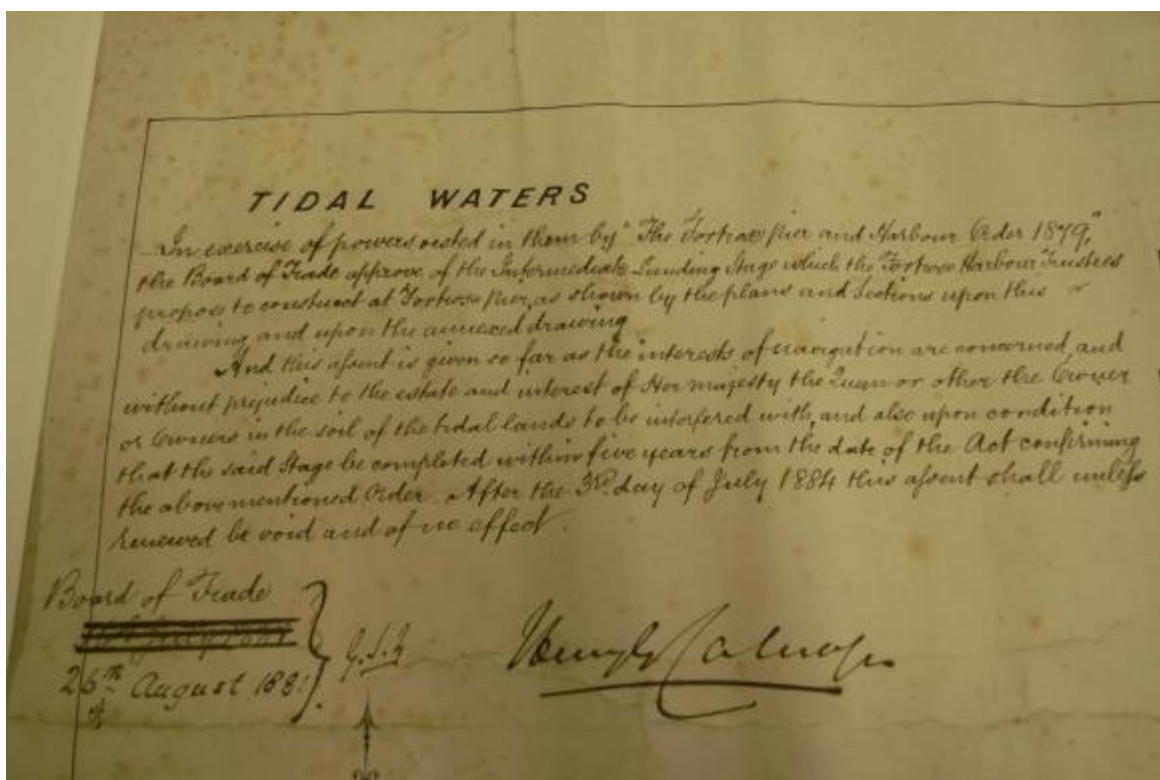 TIDAL WATERS
In exercise of powers vested in them by "The Fortrose Pier and Harbour Order 1879,"
the Board of Trade approve of the Intermediate Landing Stage which the Fortrose Harbour Trustees
propose to construct at Fortrose Pier, as shown by the plans and sections upon this
drawing and upon the annexed drawing
And this assent is given so far as the interests of navigation are concerned, and
without prejudice to the estate and interest of Her Majesty the Queen or other the Owner
or Owners in the soil of the tidal lands to be interfered with, and also upon condition
that the said Stage be completed within five years from the date of the Act confirming
the above mentioned Order. After the 3rd. day of July 1884 this assent shall unless
renewed be void and of no effect.
Board of Trade
26th August 1881